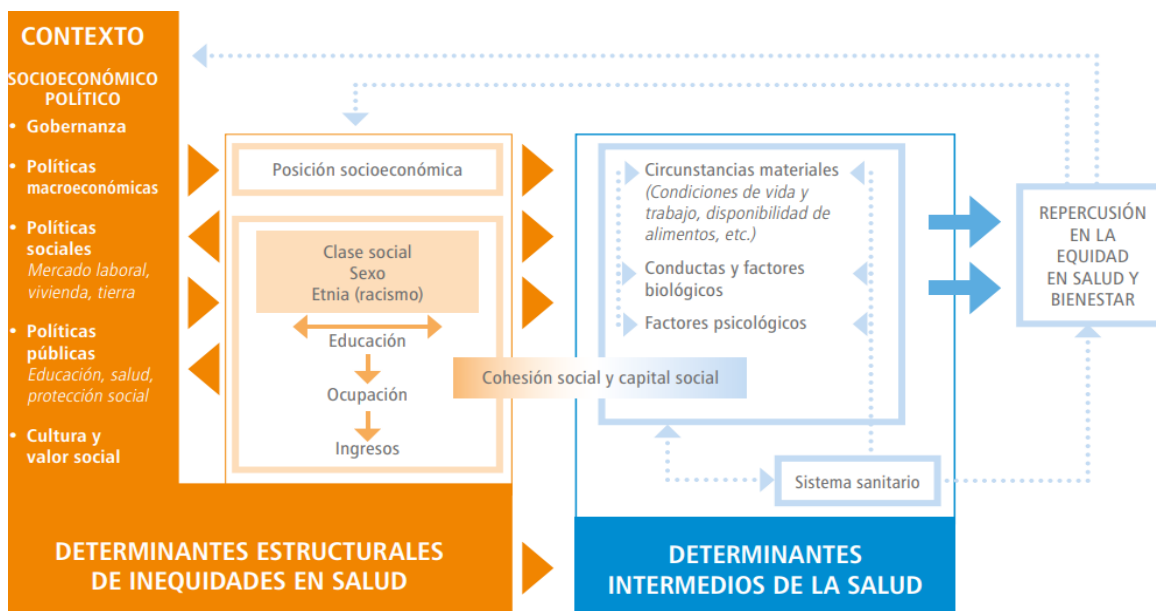 CONTEXTO
SOCIOECONÓMICO
POLÍTICO
• Gobernanza
• Políticas
macroeconómicas
• Políticas
sociales
Mercado laboral,
vivienda, tierra
• Políticas
públicas
Educación, salud,
protección social
• Cultura y
valor social
Posición socioeconómica
Clase social
Sexo
Etnia (racismo)
Educación
Ocupación
Ingresos
Cohesión social y capital social
Circunstancias materiales
(Condiciones de vida y
trabajo, disponibilidad de
alimentos, etc.)
Conductas y factores
biológicos
Factores psicológicos
Sistema sanitario
REPERCUSIÓN
EN LA
EQUIDAD
EN SALUD Y
BIENESTAR
DETERMINANTES ESTRUCTURALES
DE INEQUIDADES EN SALUD
DETERMINANTES
INTERMEDIOS DE LA SALUD